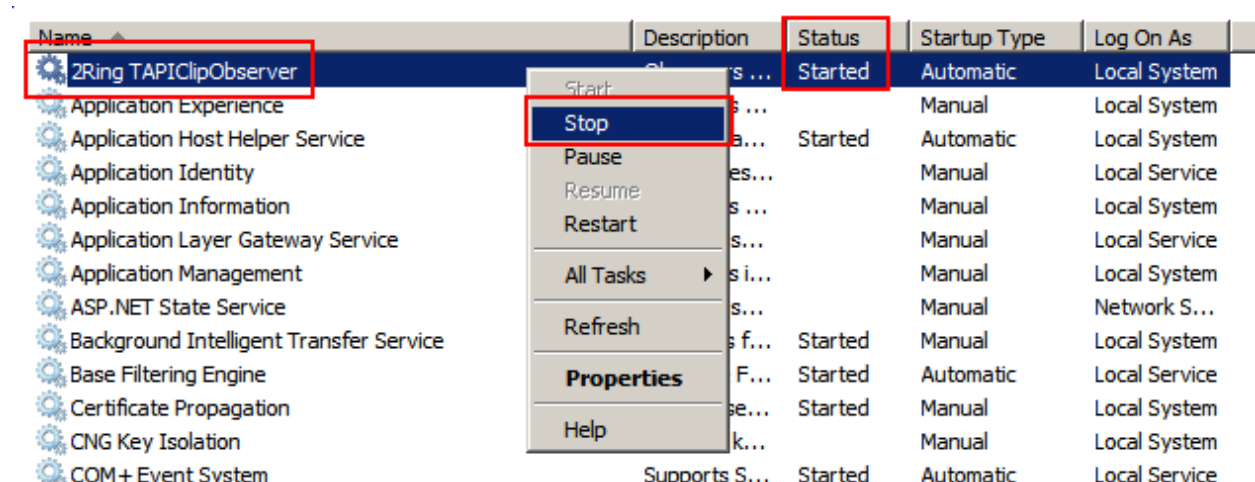 Name Description Status Startup Type Log On As
2Ring TAPIClipObserver rs ... Started Automatic Local System
Start
Application Experience s ... Manual Local System
Stop
Application Host Helper Service a... Started Automatic Local System
Pause
Application Identity es... Manual Local Service
Resume
Application Information s ... Manual Local System
Restart
Application Layer Gateway Service s... Manual Local Service
Application Management All Tasks s i... Manual Local System
ASP.NET State Service s... Manual Network S...
Refresh
Background Intelligent Transfer Service s f... Started Manual Local System
Base Filtering Engine Properties F... Started Automatic Local Service
Certificate Propagation se... Started Manual Local System
Help
CNG Key Isolation k... Manual Local System
COM+ Event System Supports S... Started Automatic Local Service